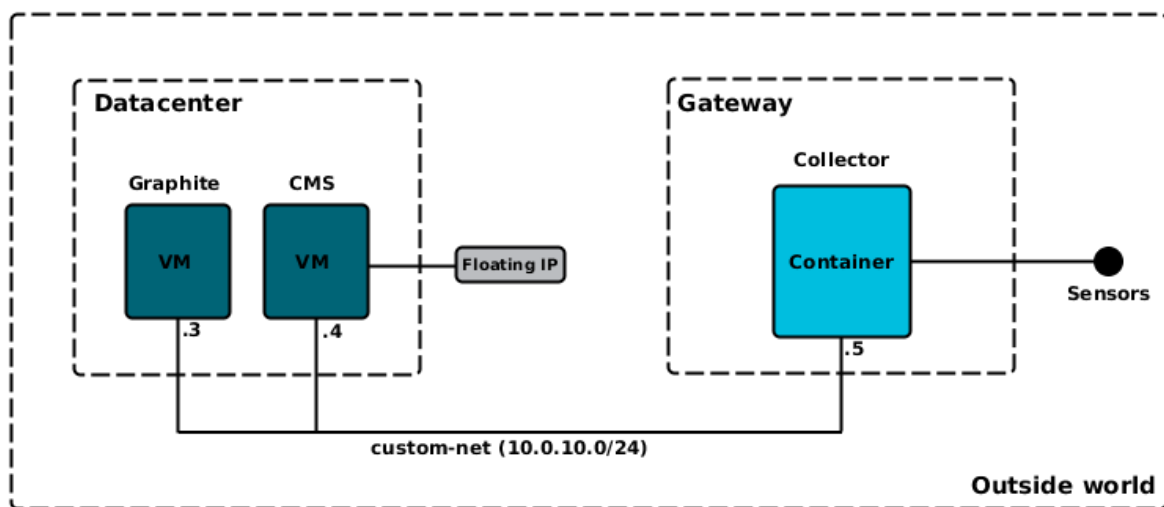 Datacenter
Gateway
Collector
Graphite
CMS
VM
VM
Floating IP
Container
Sensors
.3
.4
.5
custom-net (10.0.10.0/24)
Outside world